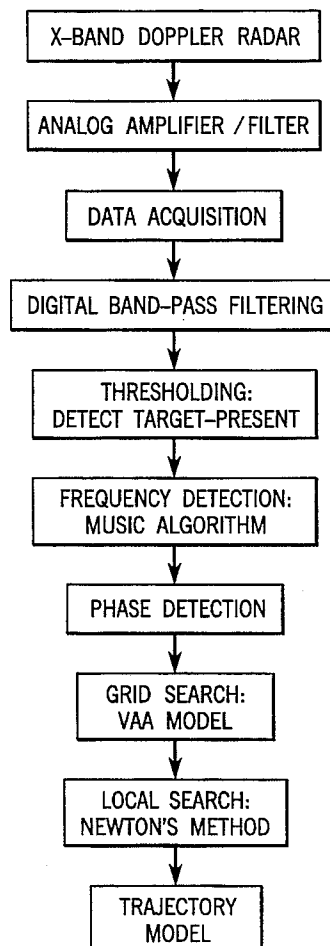 X-BAND DOPPLER RADAR
ANALOG AMPLIFIER / FILTER
DATA ACQUISITION
DIGITAL BAND-PASS FILTERING
THRESHOLDING:
DETECT TARGET-PRESENT
FREQUENCY DETECTION:
MUSIC ALGORITHM
PHASE DETECTION
GRID SEARCH:
VAA MODEL
LOCAL SEARCH:
NEWTON'S METHOD
TRAJECTORY
MODEL